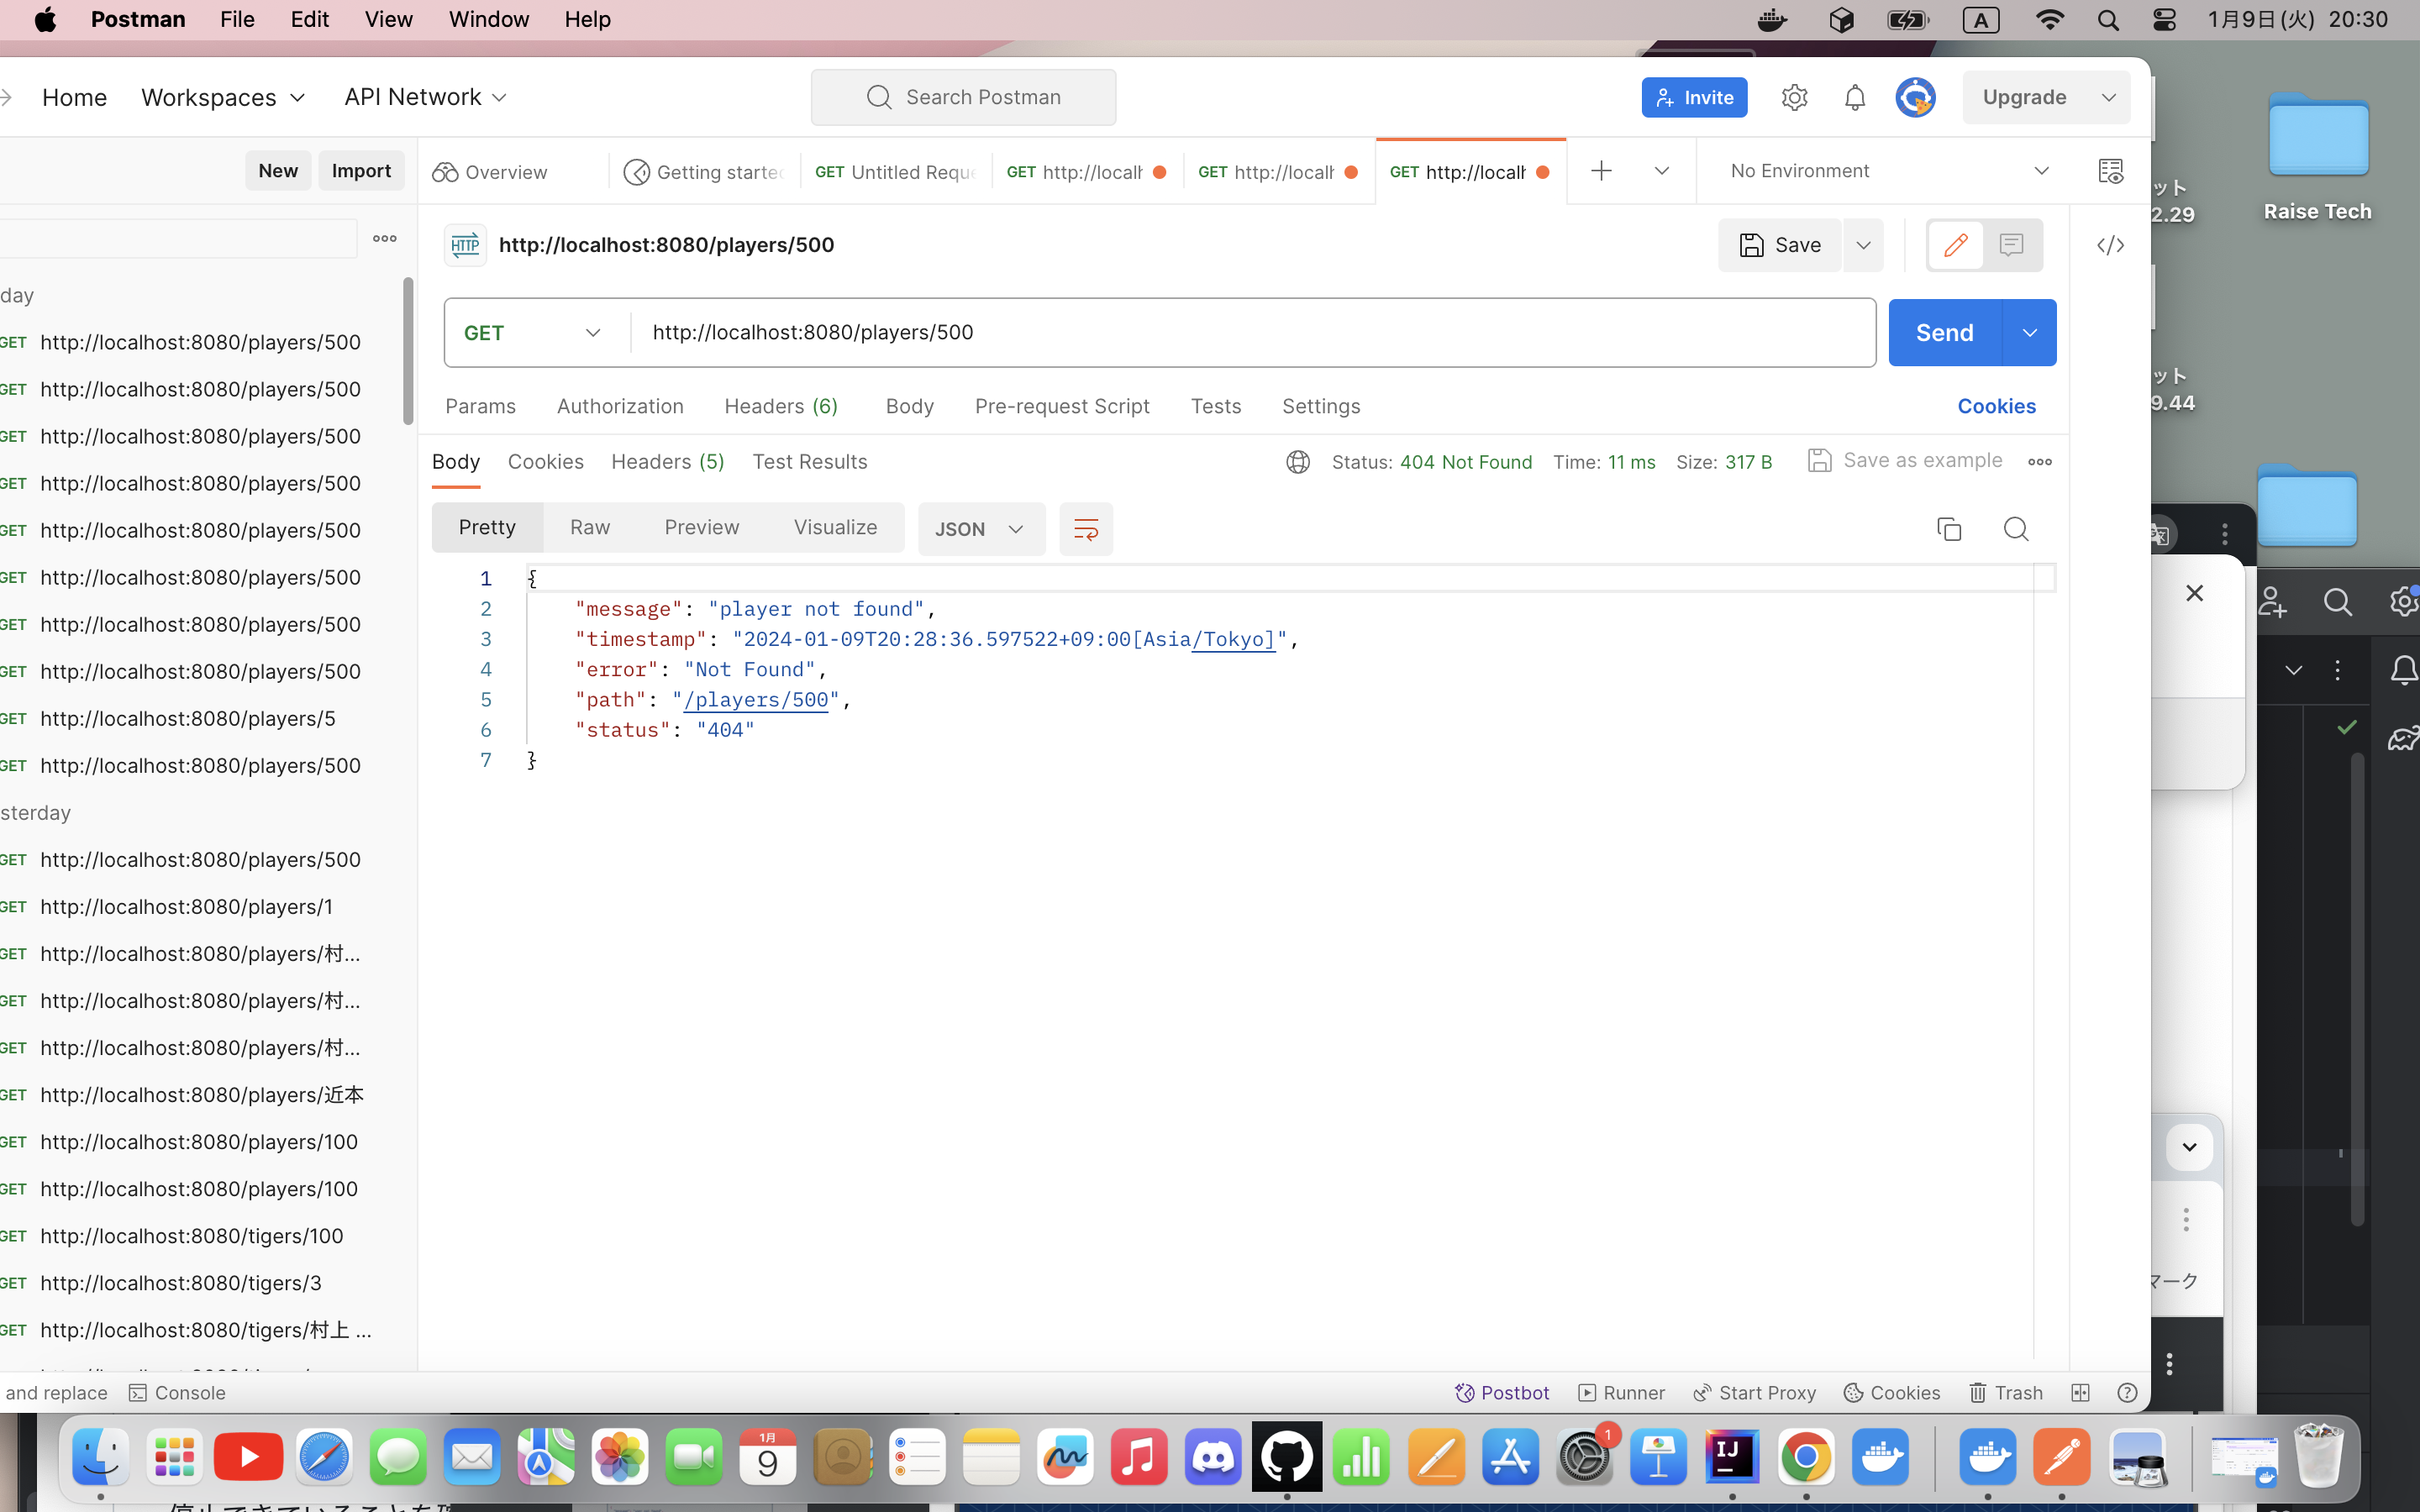 Postman File Edit View Window Help A 1月9日(火) 20:30
Home Workspaces API Network Search Postman Invite Upgrade
New Import Overview Getting starte GET Untitled Requ GET http://localh GET http://localh GET http://localh No Environment
HTTP http://localhost:8080/players/500 Save
GET http://localhost:8080/players/500 Send
Params Authorization Headers (6) Body Pre-request Script Tests Settings Cookies
Body Cookies Headers (5) Test Results Status: 404 Not Found Time: 11 ms Size: 317 B Save as example
Pretty Raw Preview Visualize JSON
1 {
2 "message": "player not found",
3 "timestamp": "2024-01-09T20:28:36.597522+09:00[Asia/Tokyo]",
4 "error": "Not Found",
5 "path": "/players/500",
6 "status": "404"
7 }
day
GET http://localhost:8080/players/500
GET http://localhost:8080/players/500
GET http://localhost:8080/players/500
GET http://localhost:8080/players/500
GET http://localhost:8080/players/500
GET http://localhost:8080/players/500
GET http://localhost:8080/players/500
GET http://localhost:8080/players/500
GET http://localhost:8080/players/5
GET http://localhost:8080/players/500
sterday
GET http://localhost:8080/players/500
GET http://localhost:8080/players/1
GET http://localhost:8080/players/村...
GET http://localhost:8080/players/村...
GET http://localhost:8080/players/村...
GET http://localhost:8080/players/近本
GET http://localhost:8080/players/100
GET http://localhost:8080/players/100
GET http://localhost:8080/tigers/100
GET http://localhost:8080/tigers/3
GET http://localhost:8080/tigers/村上 ...
and replace Console Postbot Runner Start Proxy Cookies Trash
Raise Tech
ット
2.29
ット
9.44
マーク
1月
9
1
IJ